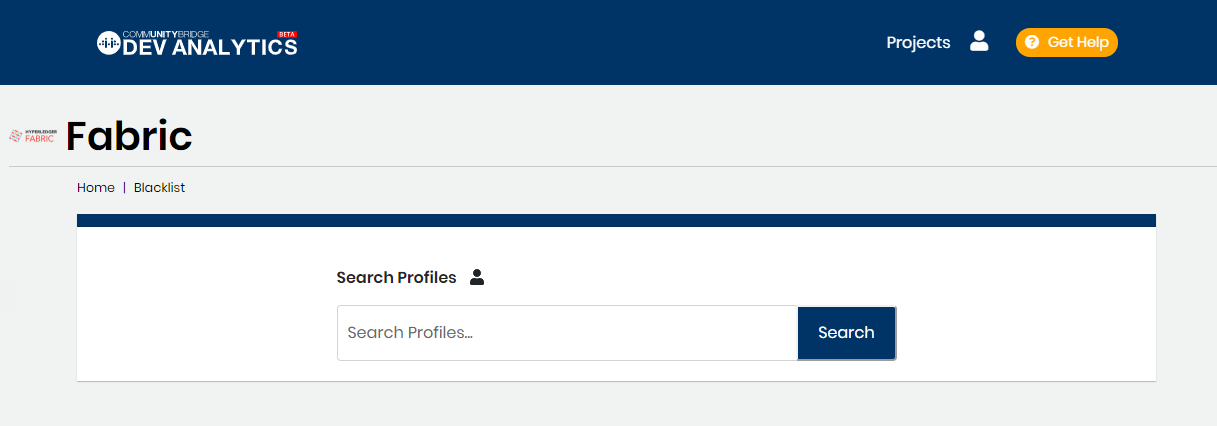 COMMUNITYBRIDGE
BETA
DEV ANALYTICS
Projects
Get Help
HYPERLEDGER
FABRIC
Fabric
Home | Blacklist
Search Profiles
Search Profiles...
Search